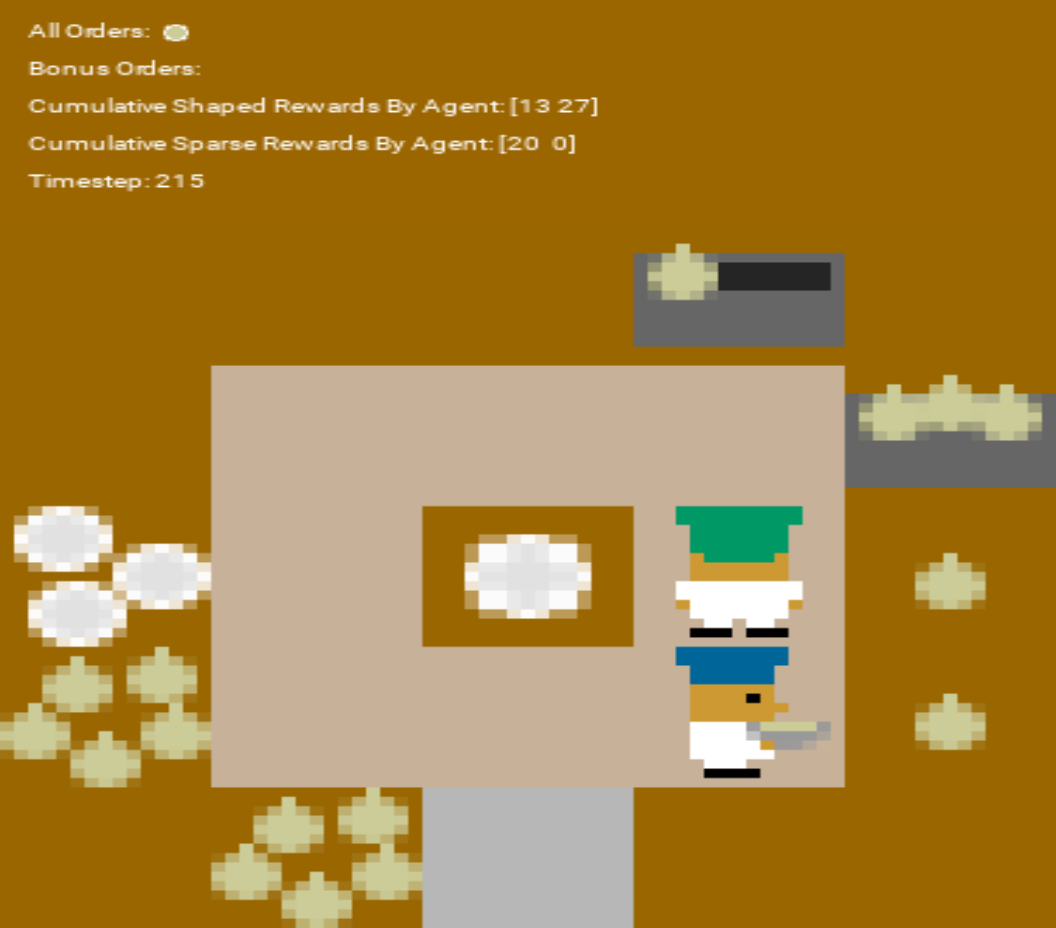 All Orders:
Bonus Orders:
Cumulative Shaped Rewards By Agent: [13 27]
Cumulative Sparse Rewards By Agent: [20  0]
Timestep: 215